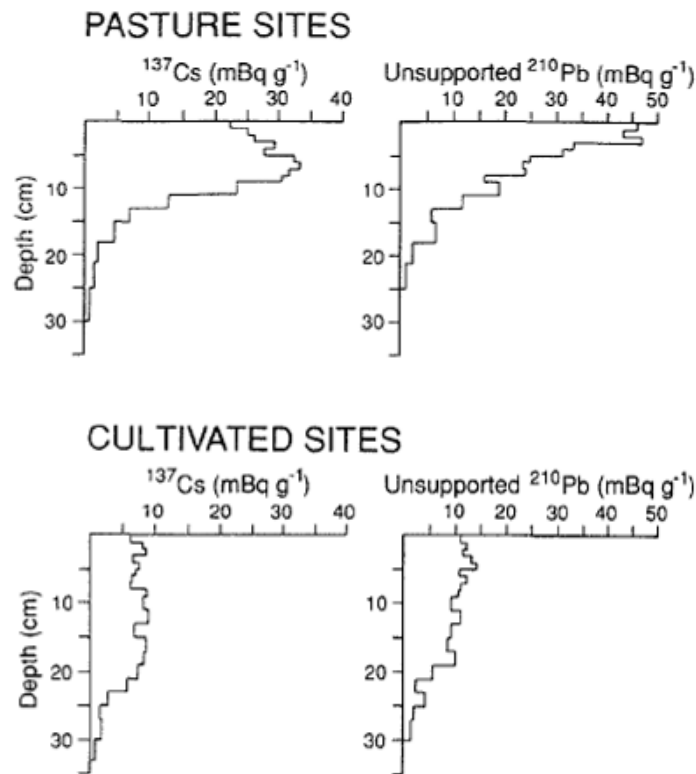 PASTURE SITES
¹³⁷Cs (mBq g⁻¹)
10 20 30 40
Unsupported ²¹⁰Pb (mBq g⁻¹)
10 20 30 40 50
Depth (cm)
10
20
30
10
20
30
CULTIVATED SITES
¹³⁷Cs (mBq g⁻¹)
10 20 30 40
Unsupported ²¹⁰Pb (mBq g⁻¹)
10 20 30 40 50
Depth (cm)
10
20
30
10
20
30